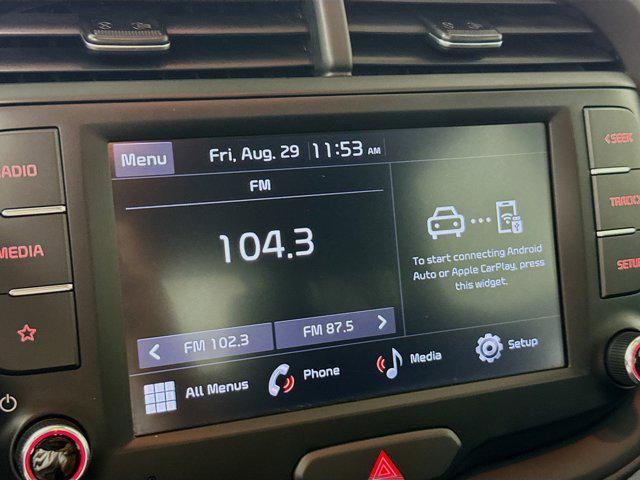 RADIO
MEDIA
Menu
Fri, Aug. 29 11:53 AM
FM
104.3
FM 102.3
FM 87.5
To start connecting Android
Auto or Apple CarPlay, press
this widget.
All Menus
Phone
Media
Setup
SEEK
TRACK
SETUP